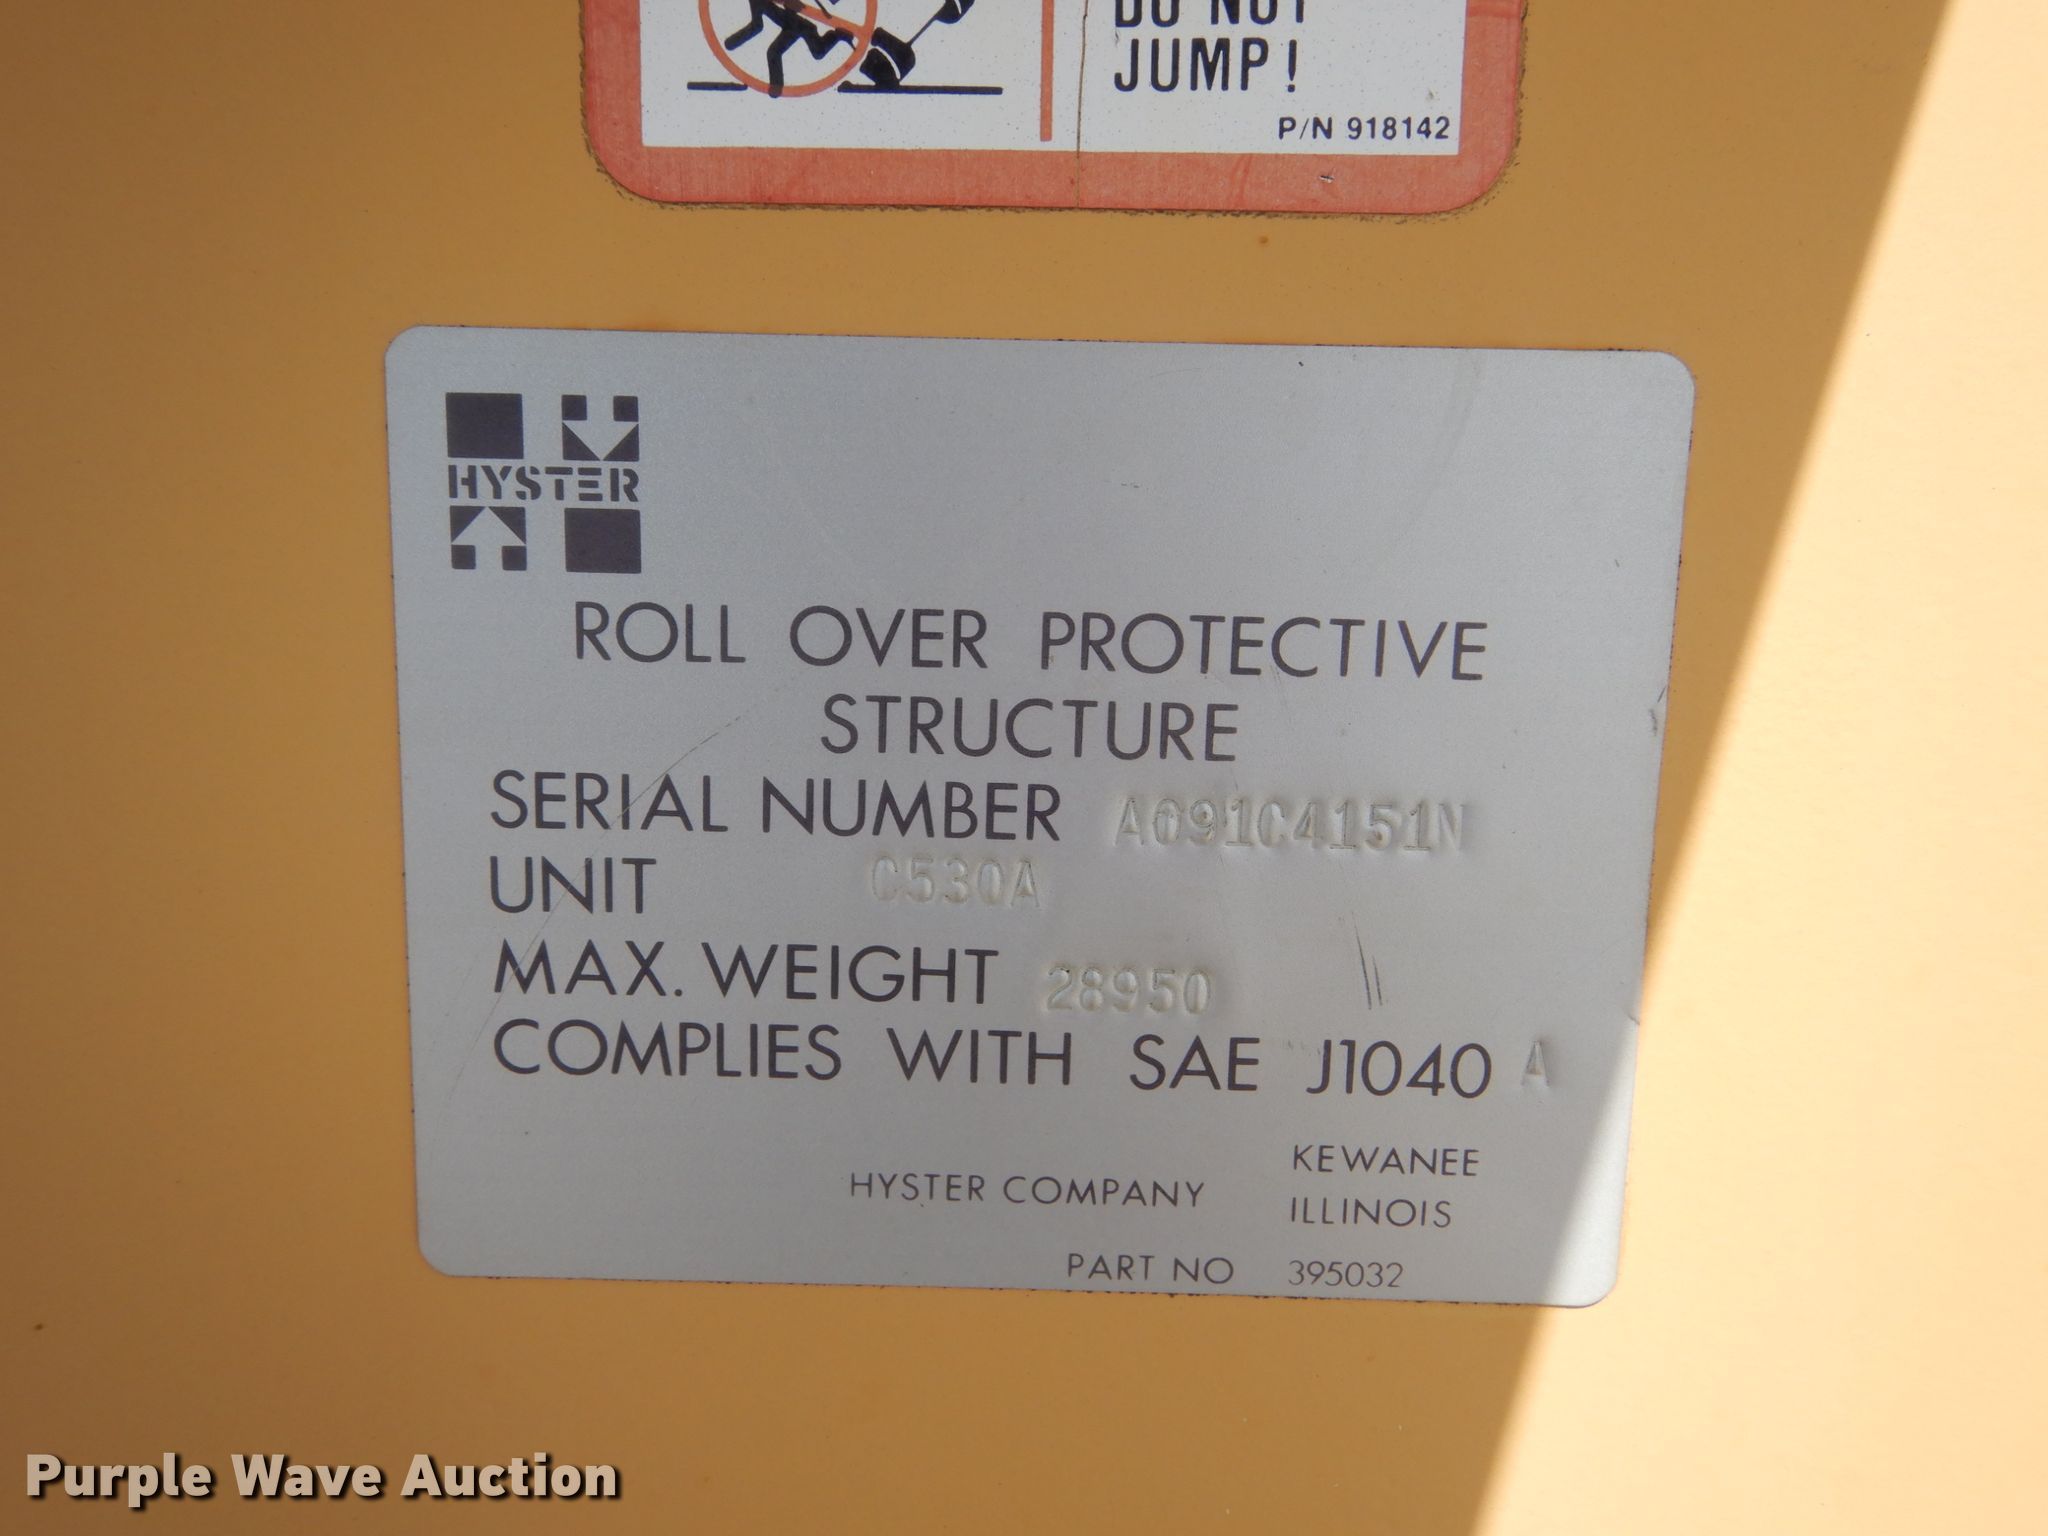 DO NOT
JUMP!
P/N 918142
HYSTER
ROLL OVER PROTECTIVE
STRUCTURE
SERIAL NUMBER A091C4151N
UNIT C530A
MAX. WEIGHT 28950
COMPLIES WITH SAE J1040 A
HYSTER COMPANY KEWANEE
ILLINOIS
PART NO 395032
Purple Wave Auction